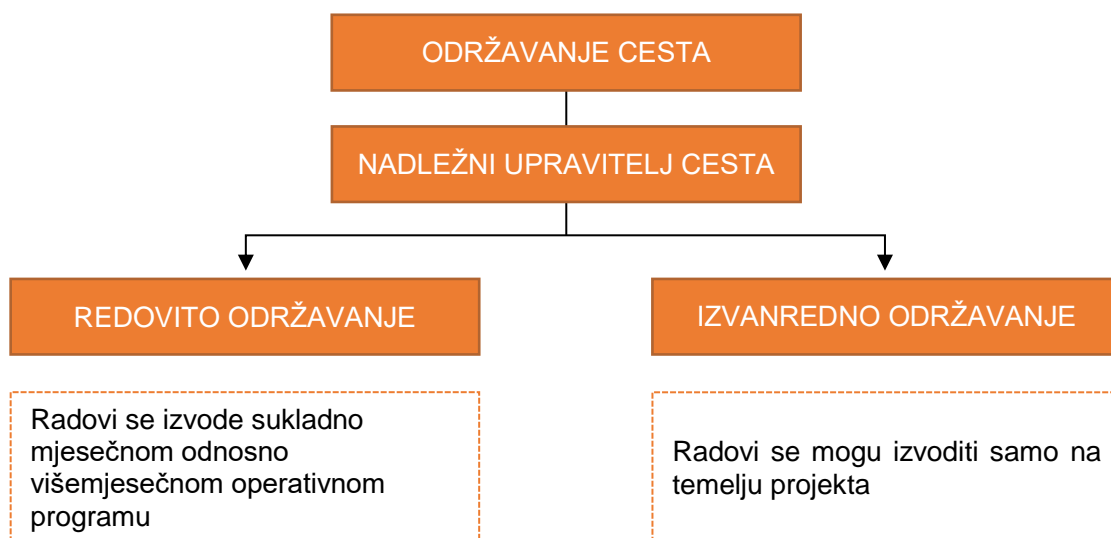 ODRŽAVANJE CESTA
NADLEŽNI UPRAVITELJ CESTA
REDOVITO ODRŽAVANJE
IZVANREDNO ODRŽAVANJE
Radovi se izvode sukladno
mjesečnom odnosno
višemjesečnom operativnom
programu
Radovi se mogu izvoditi samo na
temelju projekta